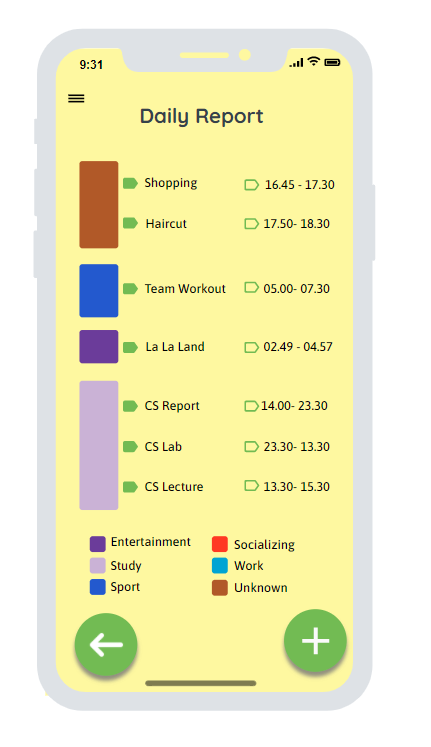 9:31
Daily Report
Shopping 16.45 - 17.30
Haircut 17.50- 18.30
Team Workout 05.00- 07.30
La La Land 02.49 - 04.57
CS Report 14.00- 23.30
CS Lab 23.30- 13.30
CS Lecture 13.30- 15.30
Entertainment Socializing
Study Work
Sport Unknown